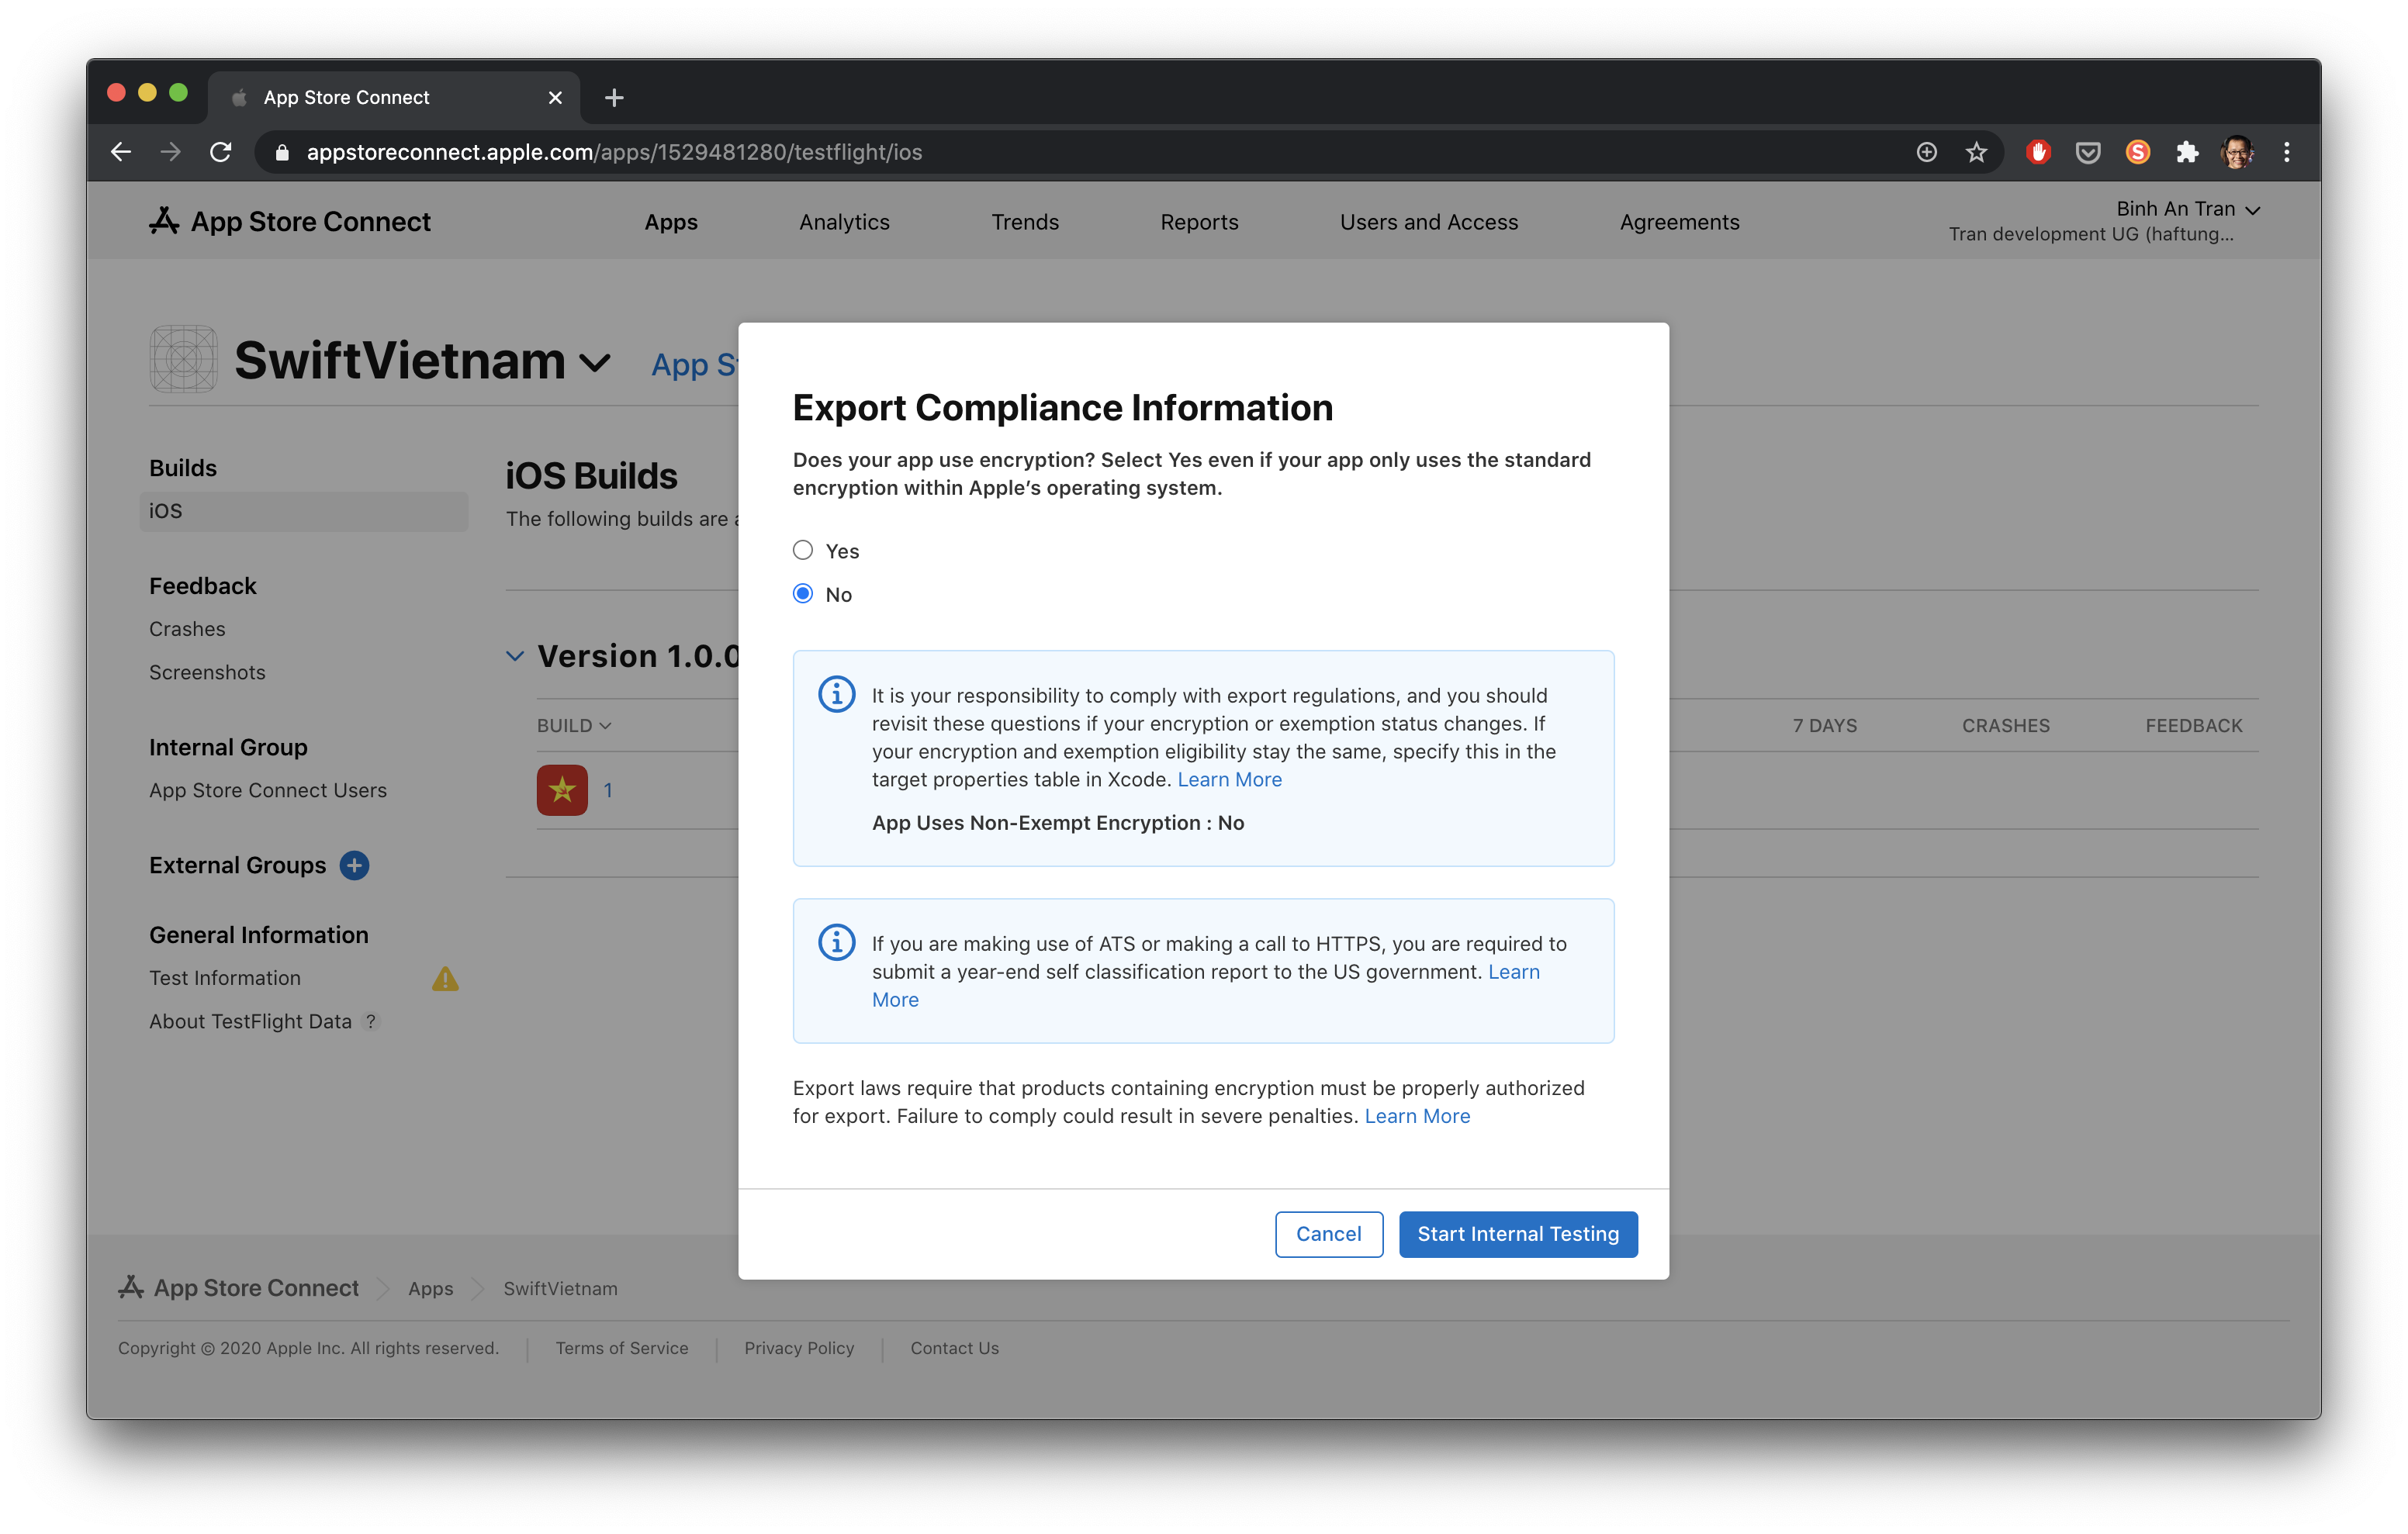 App Store Connect
appstoreconnect.apple.com/apps/1529481280/testflight/ios
App Store Connect
Apps
Analytics
Trends
Reports
Users and Access
Agreements
Binh An Tran
Tran development UG (haftung...
SwiftVietnam
App S
Builds
iOS
Feedback
Crashes
Screenshots
Internal Group
App Store Connect Users
External Groups
General Information
Test Information
About TestFlight Data ?
iOS Builds
The following builds are
Version 1.0.0
BUILD
7 DAYS
CRASHES
FEEDBACK
1
Export Compliance Information
Does your app use encryption? Select Yes even if your app only uses the standard
encryption within Apple’s operating system.
Yes
No
It is your responsibility to comply with export regulations, and you should
revisit these questions if your encryption or exemption status changes. If
your encryption and exemption eligibility stay the same, specify this in the
target properties table in Xcode. Learn More
App Uses Non-Exempt Encryption : No
If you are making use of ATS or making a call to HTTPS, you are required to
submit a year-end self classification report to the US government. Learn
More
Export laws require that products containing encryption must be properly authorized
for export. Failure to comply could result in severe penalties. Learn More
Cancel
Start Internal Testing
App Store Connect
Apps
SwiftVietnam
Copyright © 2020 Apple Inc. All rights reserved.
Terms of Service
Privacy Policy
Contact Us